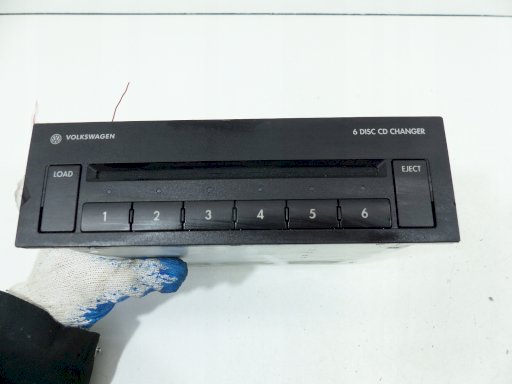 VOLKSWAGEN
6 DISC CD CHANGER
LOAD
EJECT
1 2 3 4 5 6